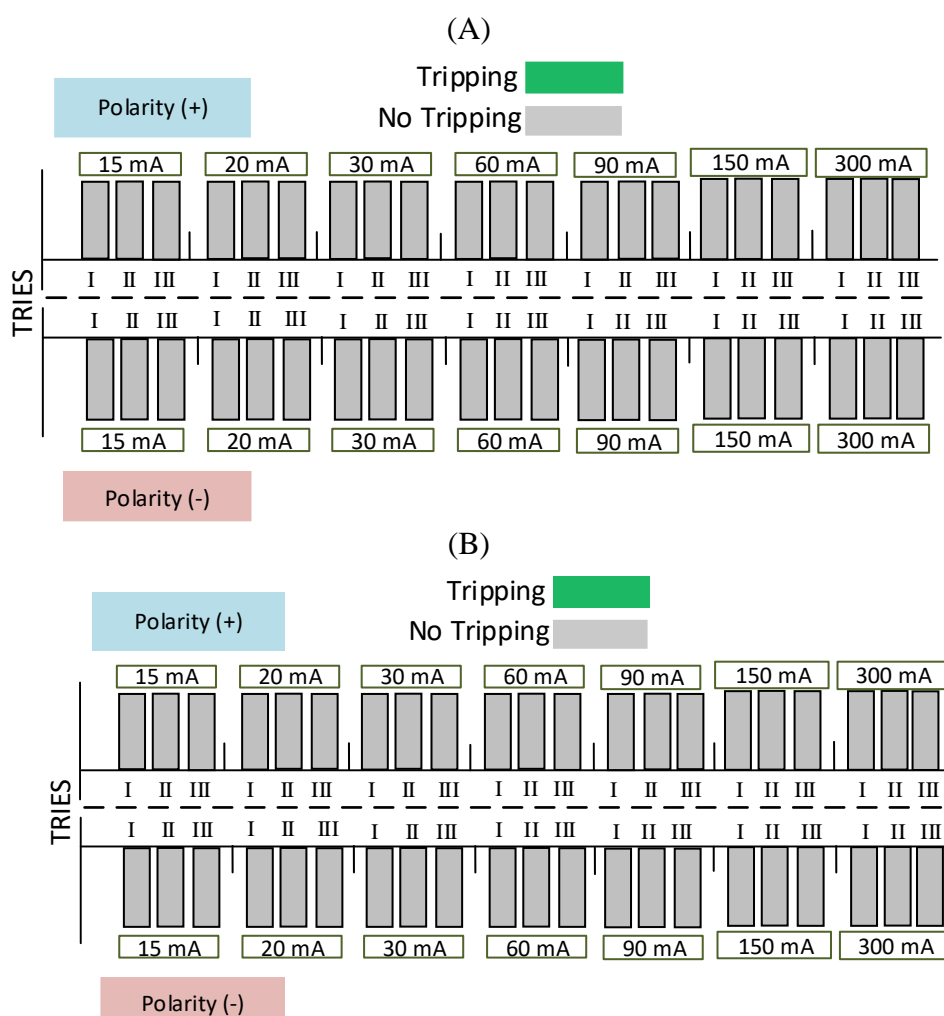 (A)
Tripping
Polarity (+)
No Tripping
15 mA 20 mA 30 mA 60 mA 90 mA 150 mA 300 mA
TRIES
I II III I II III I II III I II III I II III I II III I II III
I II III I II III I II III I II III I II III I II III I II III
15 mA 20 mA 30 mA 60 mA 90 mA 150 mA 300 mA
Polarity (-)
(B)
Tripping
Polarity (+)
No Tripping
15 mA 20 mA 30 mA 60 mA 90 mA 150 mA 300 mA
TRIES
I II III I II III I II III I II III I II III I II III I II III
I II III I II III I II III I II III I II III I II III I II III
15 mA 20 mA 30 mA 60 mA 90 mA 150 mA 300 mA
Polarity (-)